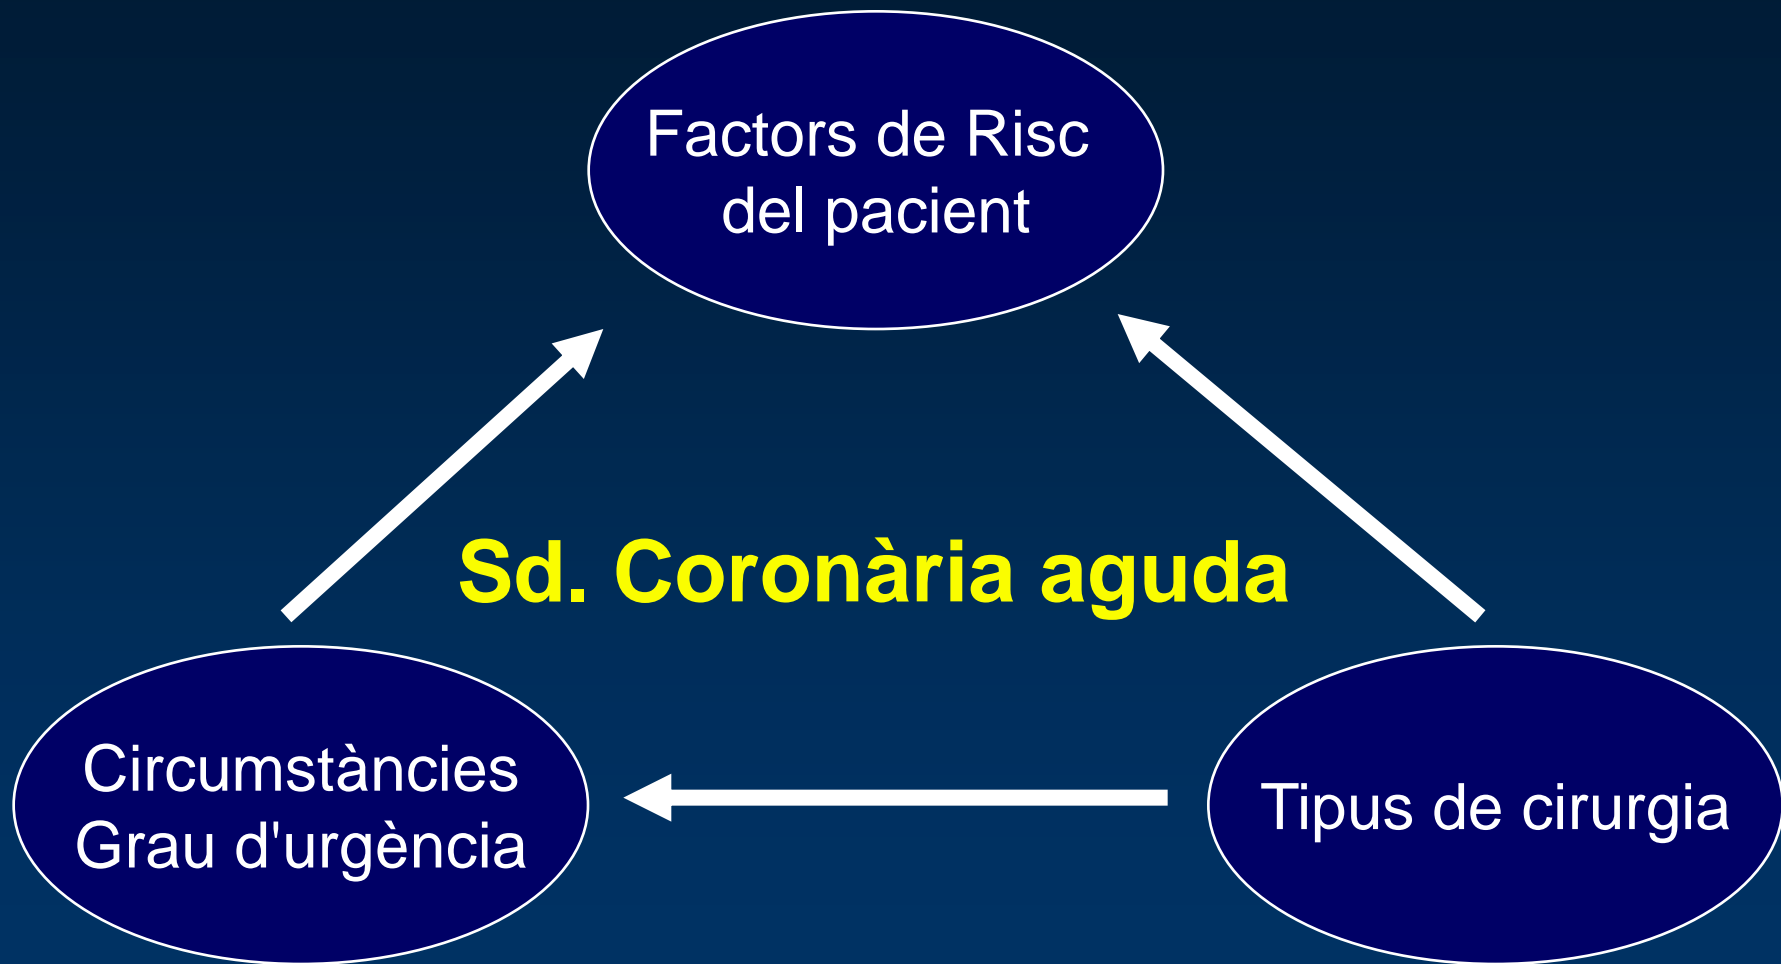 Factors de Risc
del pacient
Sd. Coronària aguda
Circumstàncies
Grau d'urgència
Tipus de cirurgia